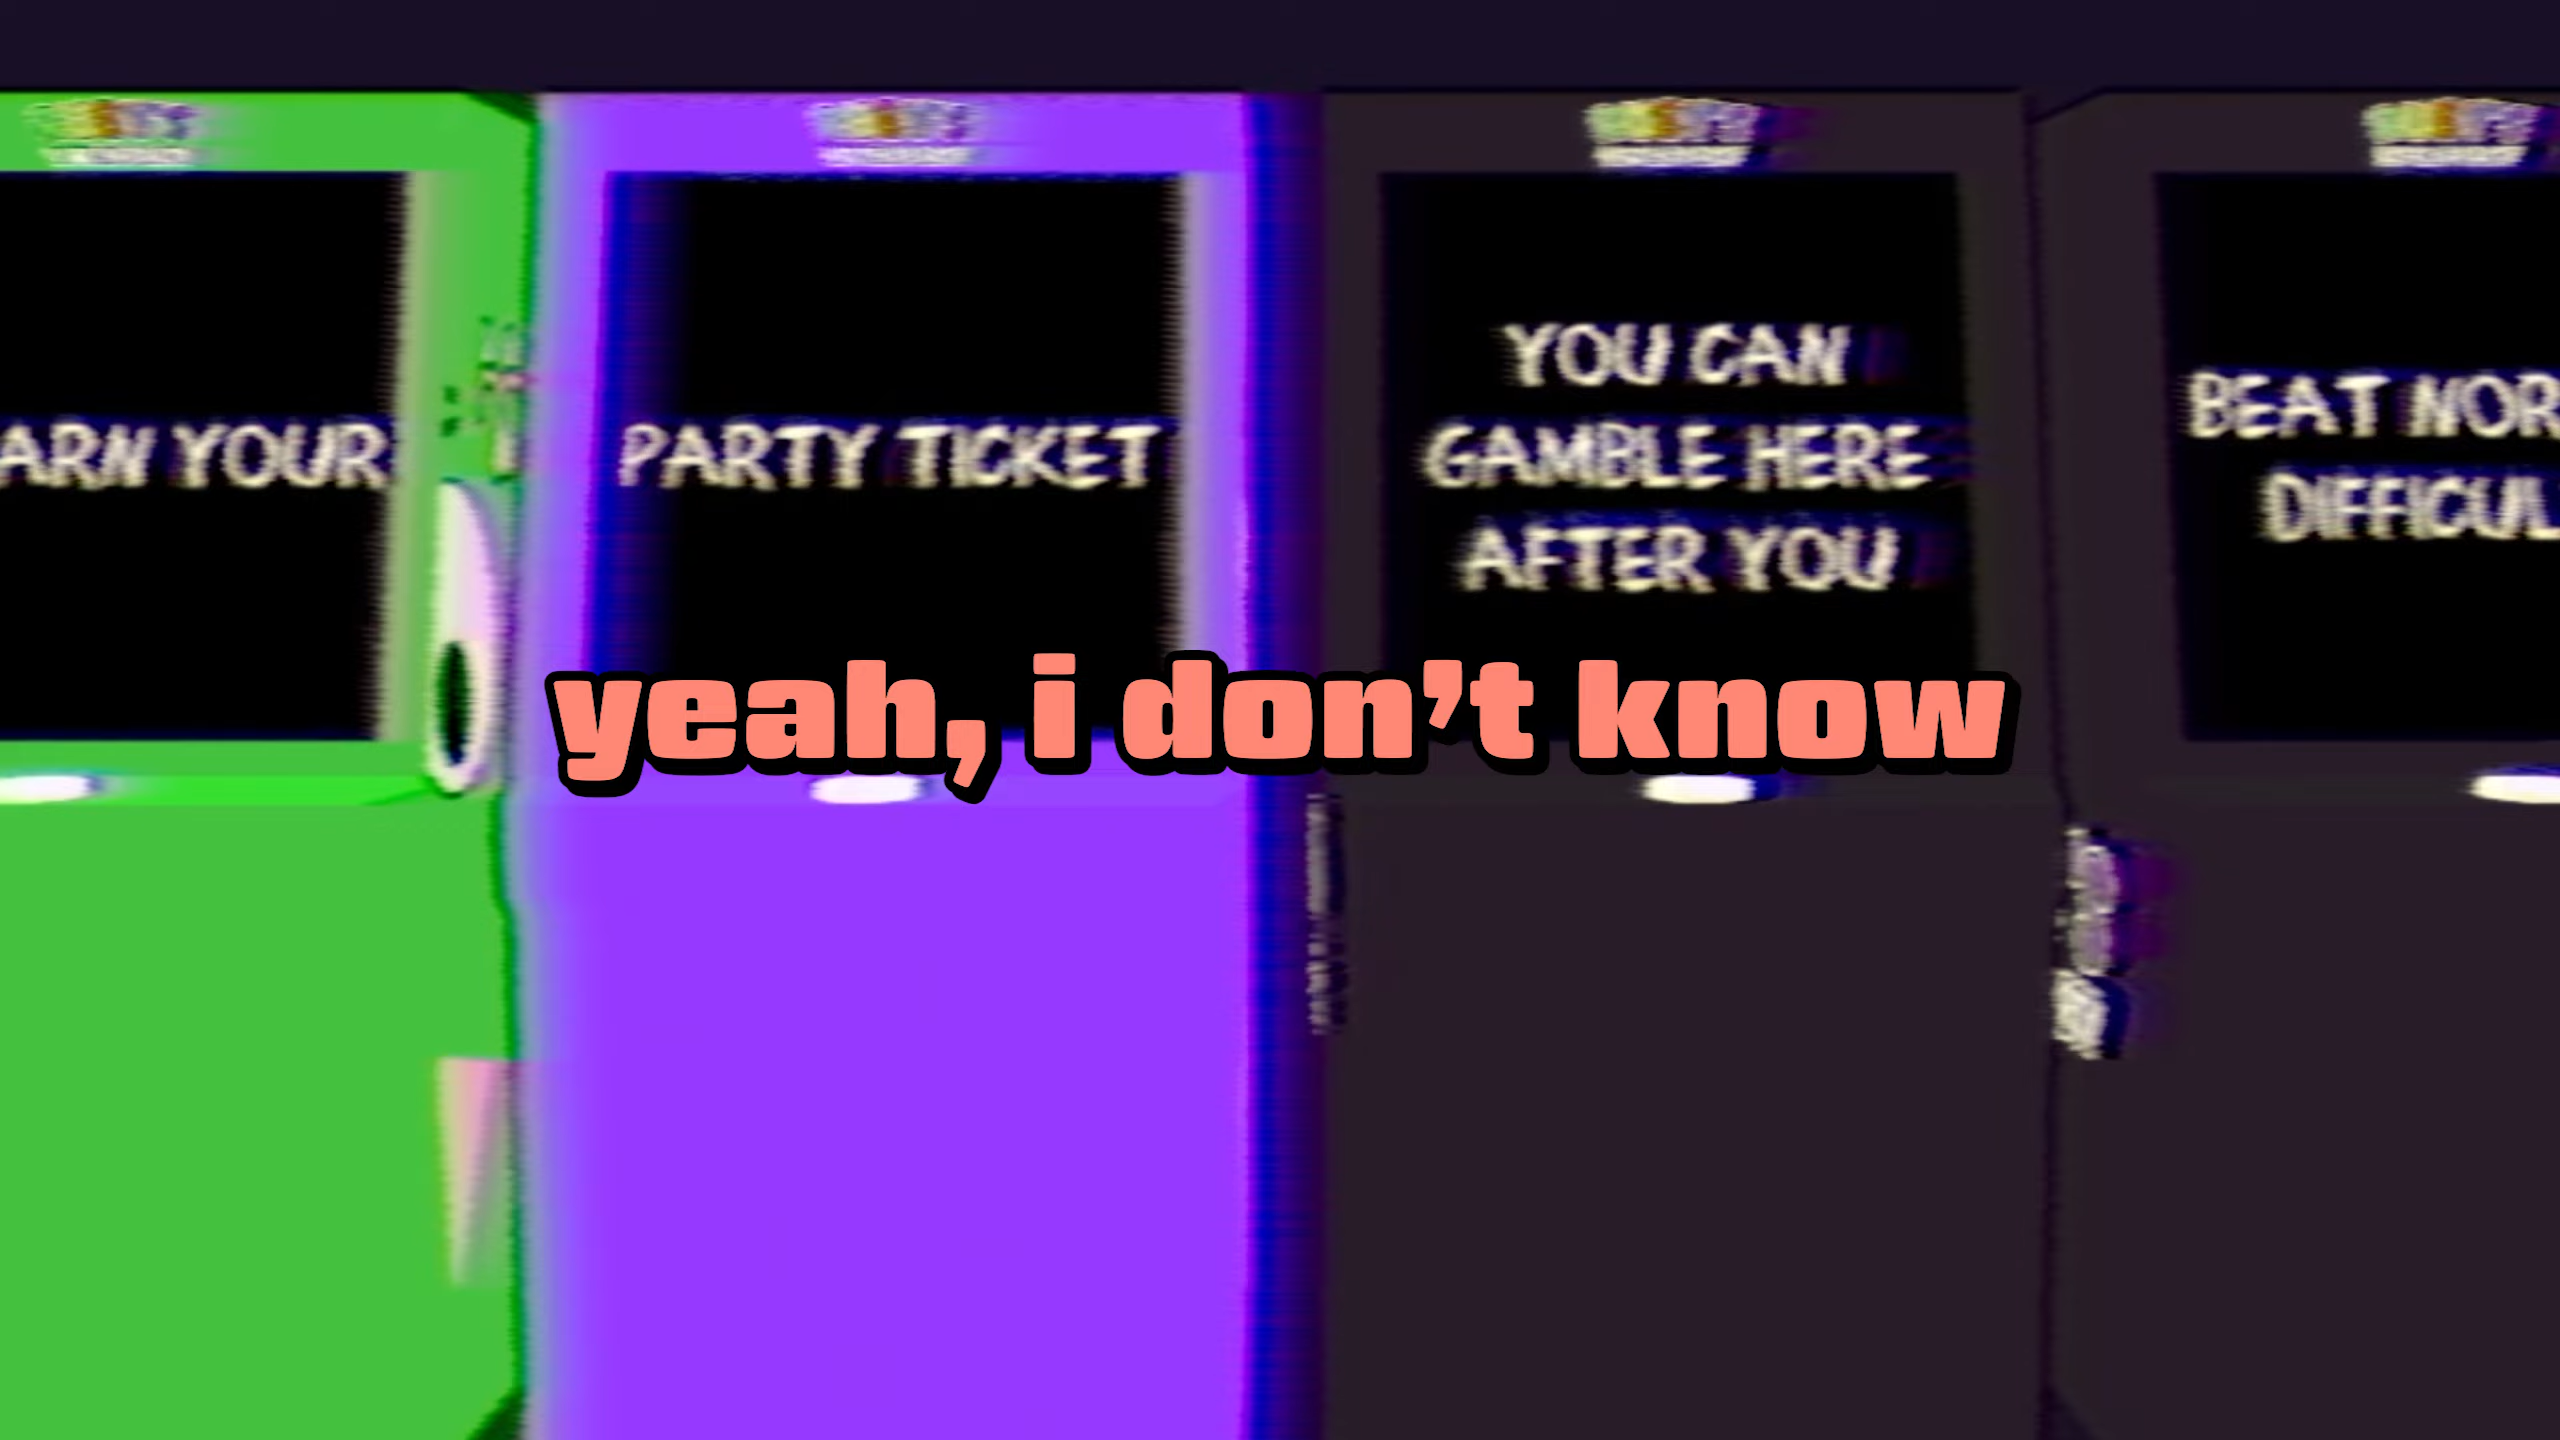 ARN YOUR
PARTY TICKET
YOU CAN
GAMBLE HERE
AFTER YOU
BEAT NOR
DIFFICUL
yeah, i don't know